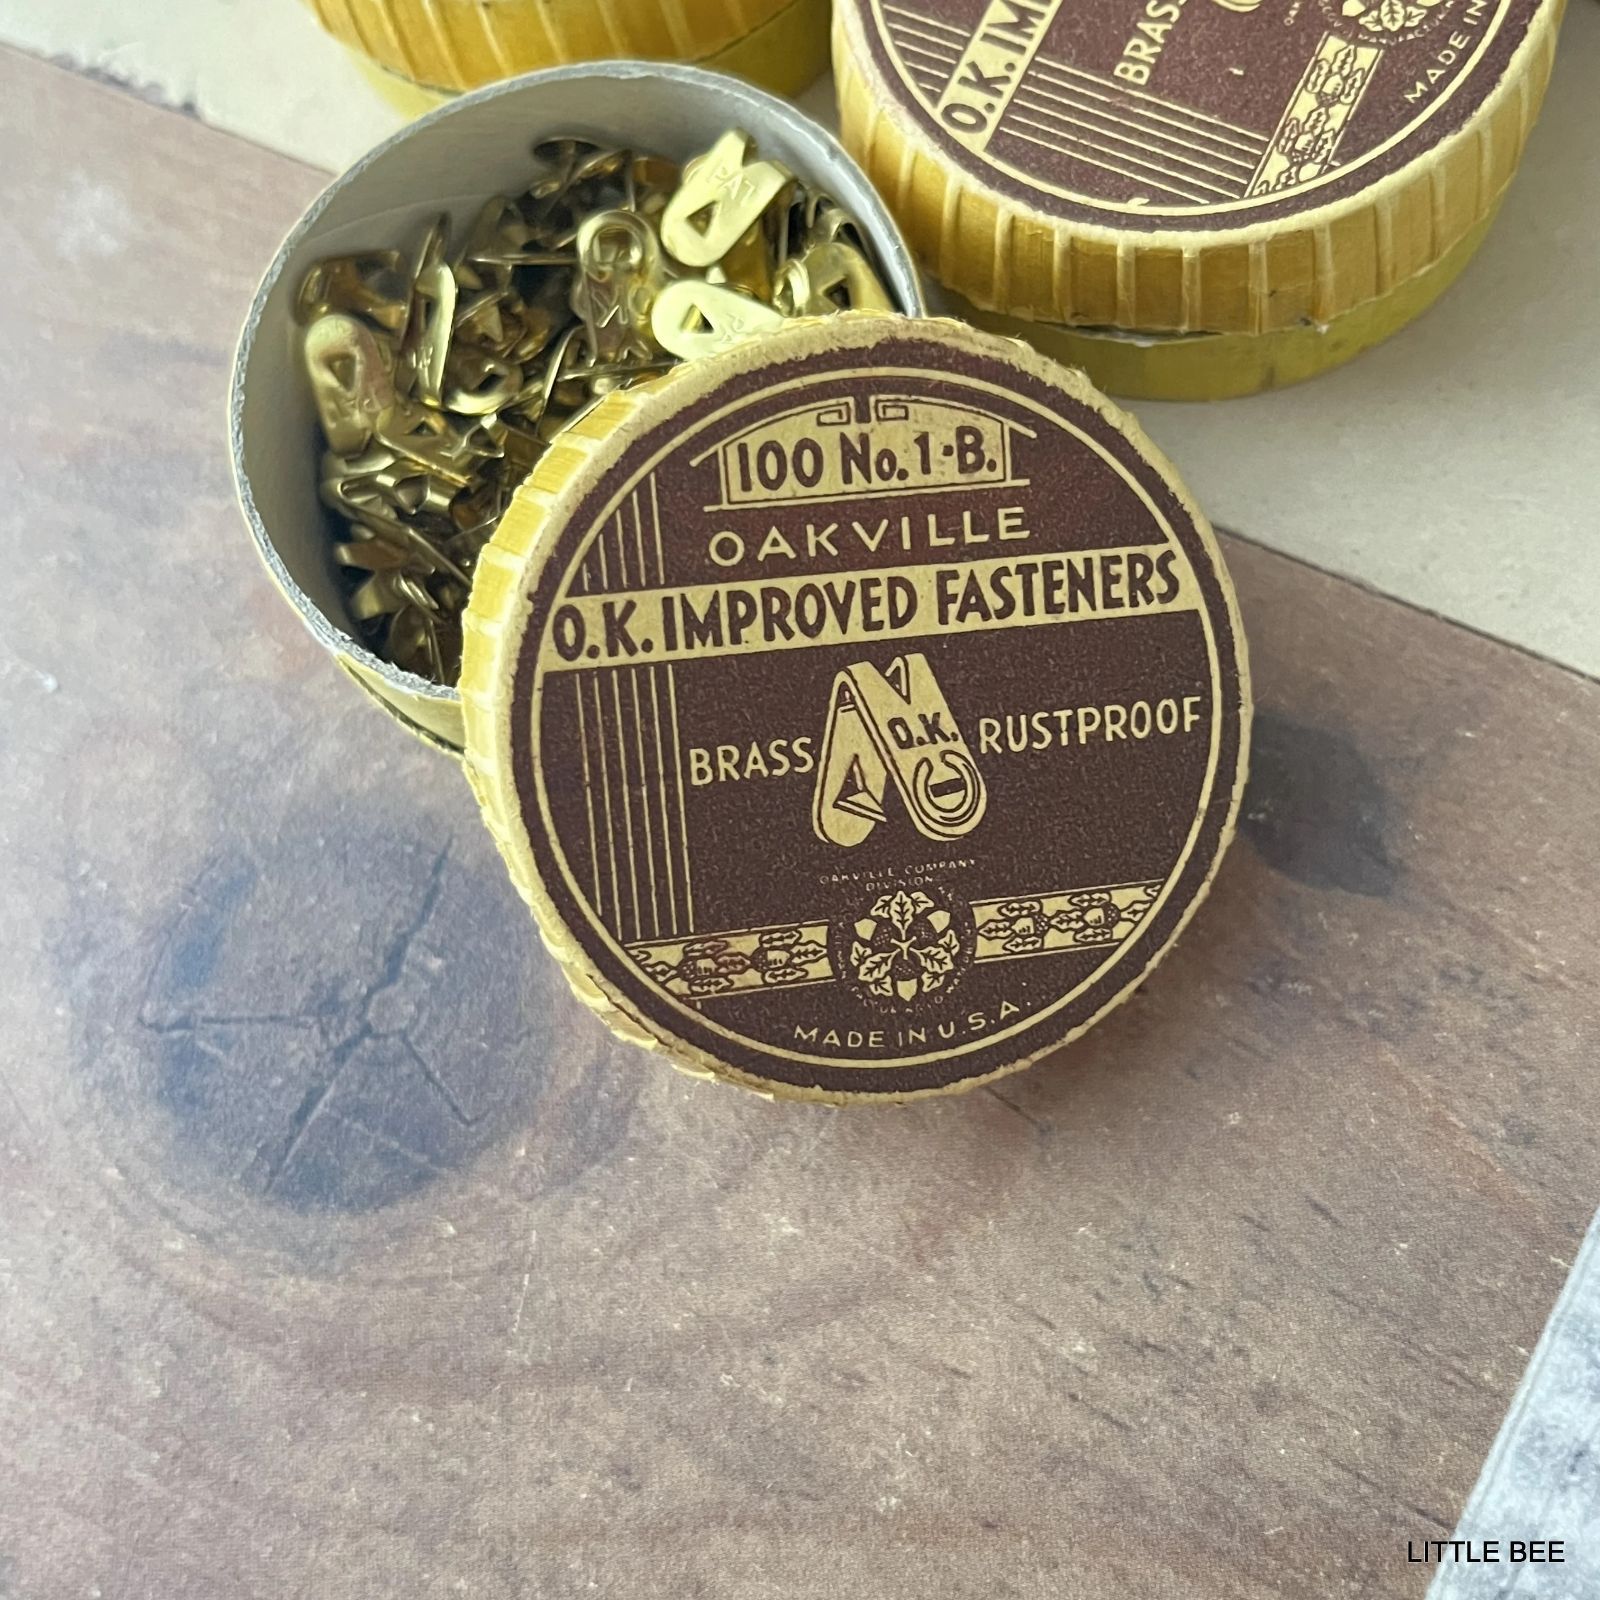 O.K. IM
BRASS
MADE IN
PAT
100 No. 1-B.
OAKVILLE
O.K. IMPROVED FASTENERS
BRASS O.K. RUSTPROOF
OAKVILLE COMPANY
DIVISION
MADE IN U.S.A.
LITTLE BEE